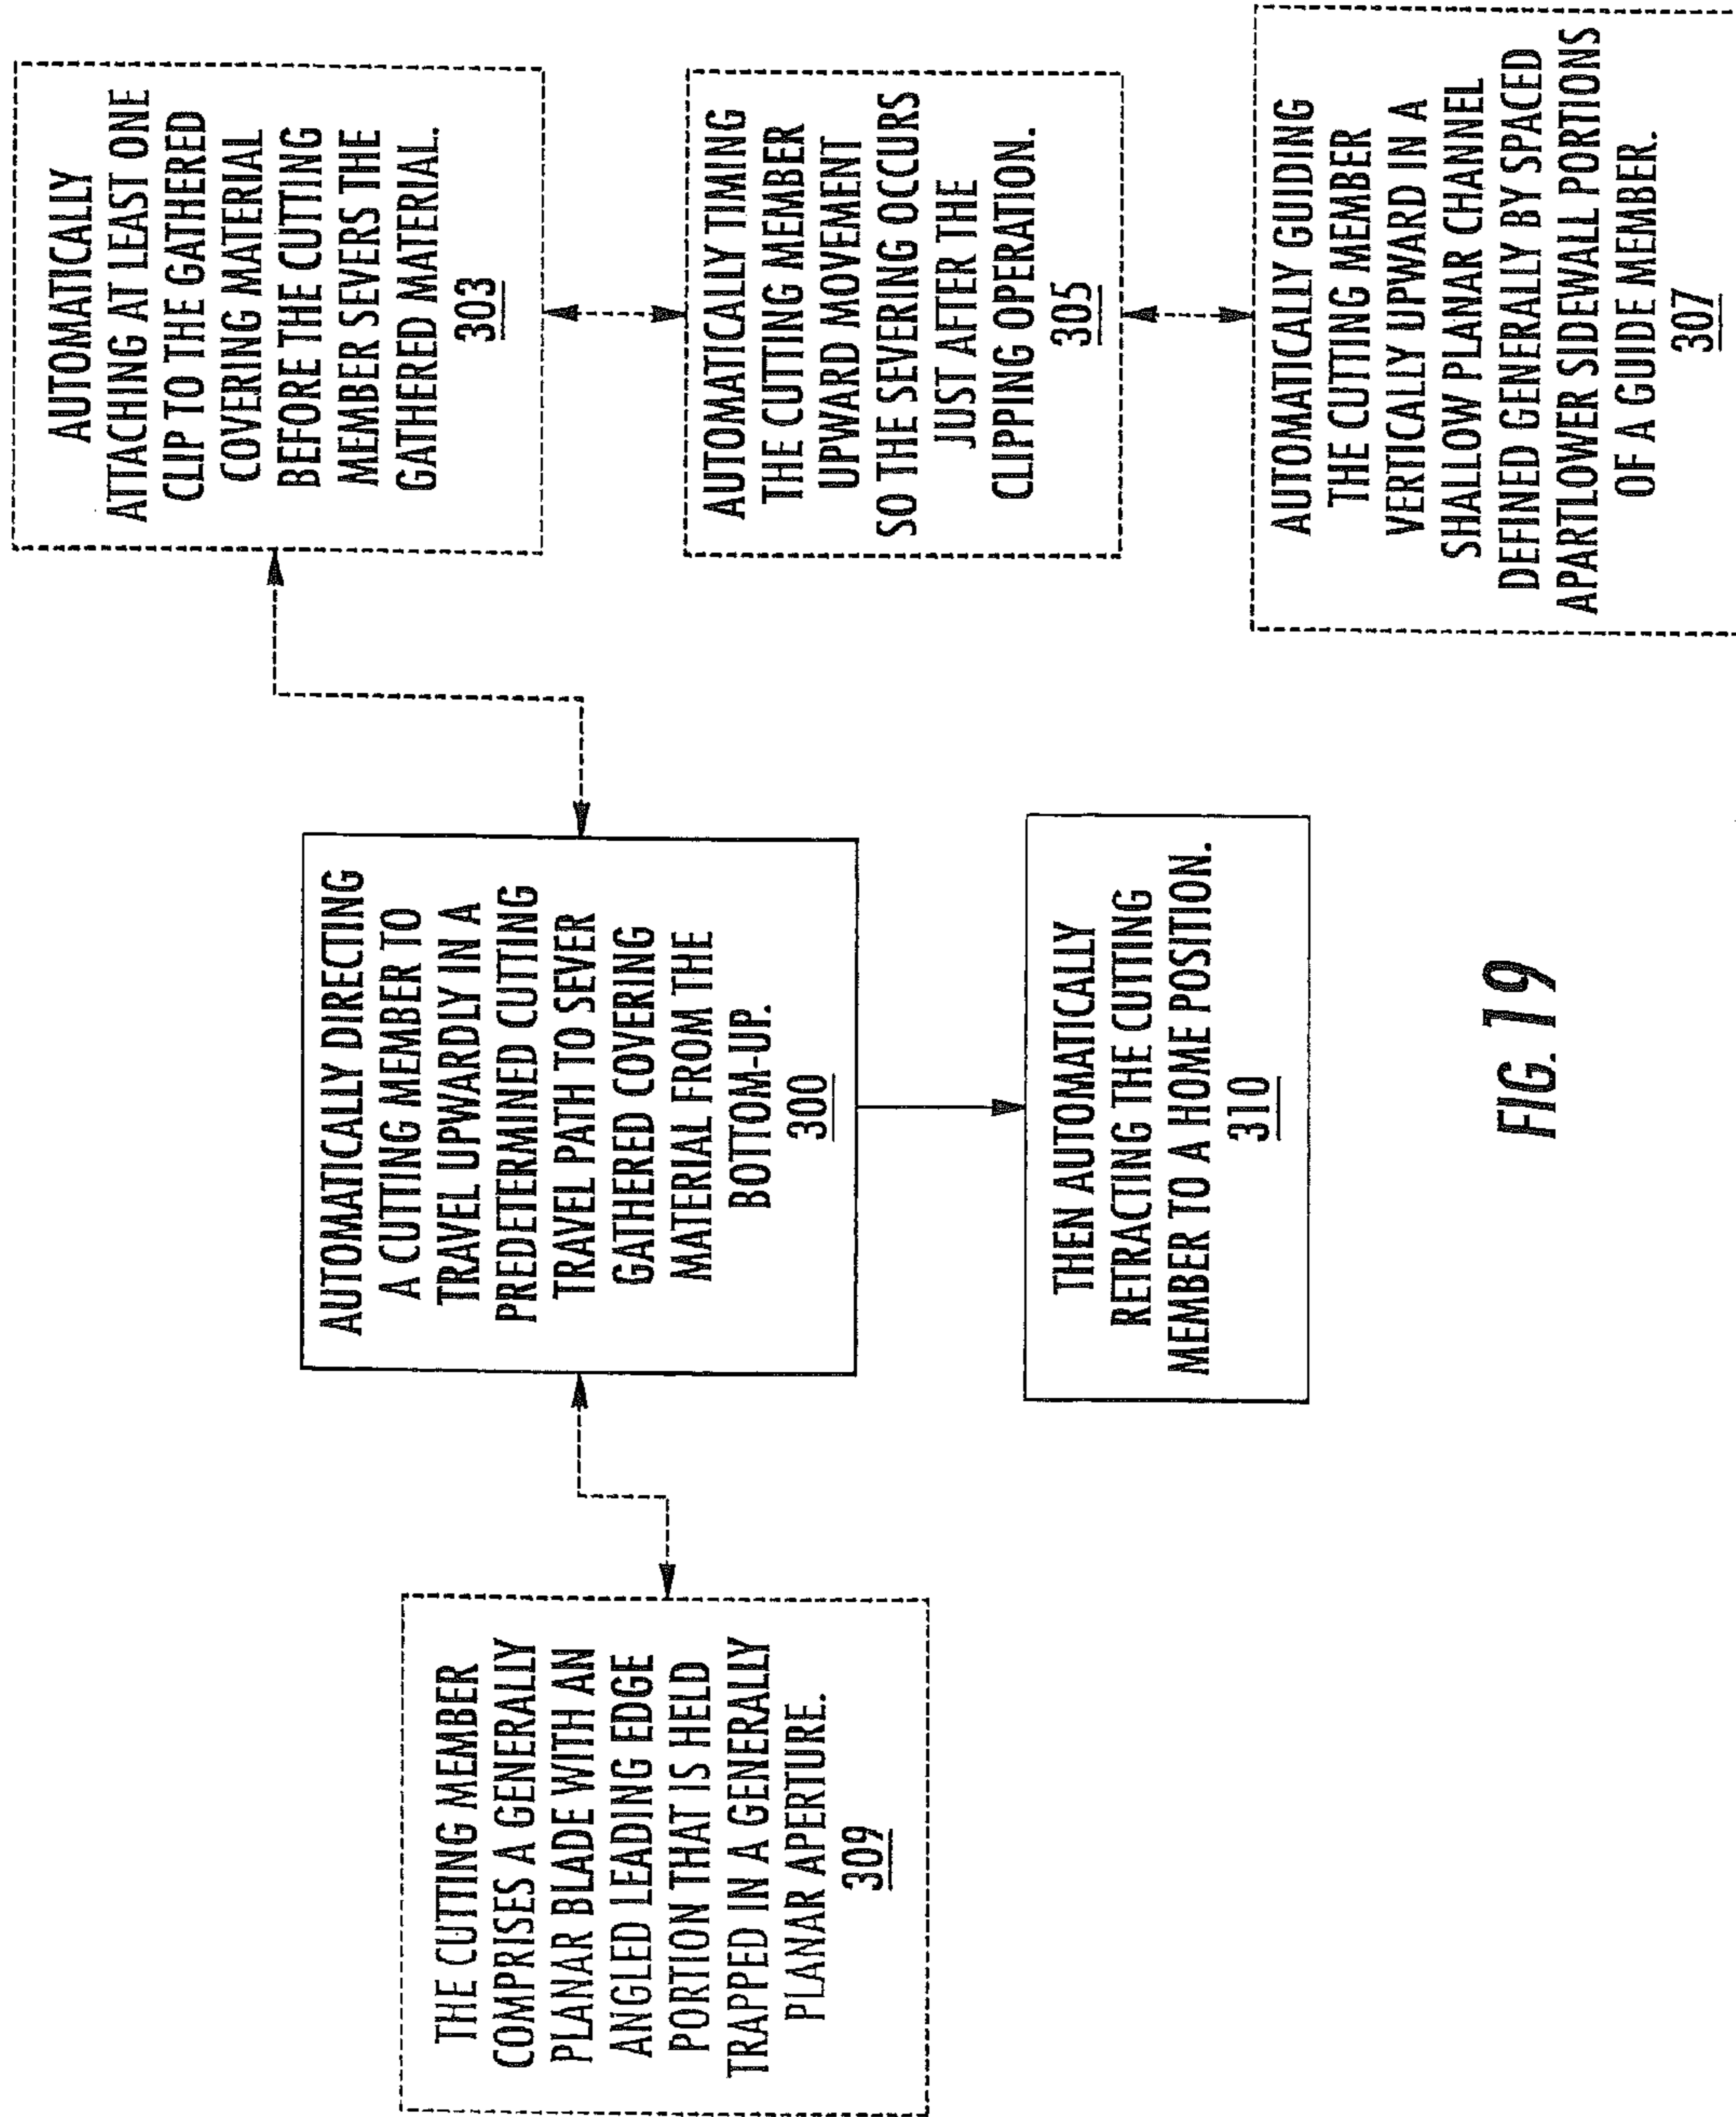 THE CUTTING MEMBER
COMPRISES A GENERALLY
PLANAR BLADE WITH AN
ANGLED LEADING EDGE
PORTION THAT IS HELD
TRAPPED IN A GENERALLY
PLANAR APERTURE.
309
AUTOMATICALLY DIRECTING
A CUTTING MEMBER TO
TRAVEL UPWARDLY IN A
PREDETERMINED CUTTING
TRAVEL PATH TO SEVER
GATHERED COVERING
MATERIAL FROM THE
BOTTOM-UP.
300
THEN AUTOMATICALLY
RETRACTING THE CUTTING
MEMBER TO A HOME POSITION.
310
AUTOMATICALLY
ATTACHING AT LEAST ONE
CLIP TO THE GATHERED
COVERING MATERIAL
BEFORE THE CUTTING
MEMBER SEVERS THE
GATHERED MATERIAL.
303
AUTOMATICALLY TIMING
THE CUTTING MEMBER
UPWARD MOVEMENT
SO THE SEVERING OCCURS
JUST AFTER THE
CLIPPING OPERATION.
305
AUTOMATICALLY GUIDING
THE CUTTING MEMBER
VERTICALLY UPWARD IN A
SHALLOW PLANAR CHANNEL
DEFINED GENERALLY BY SPACED
APARTLOWER SIDEWALL PORTIONS
OF A GUIDE MEMBER.
307
FIG. 19